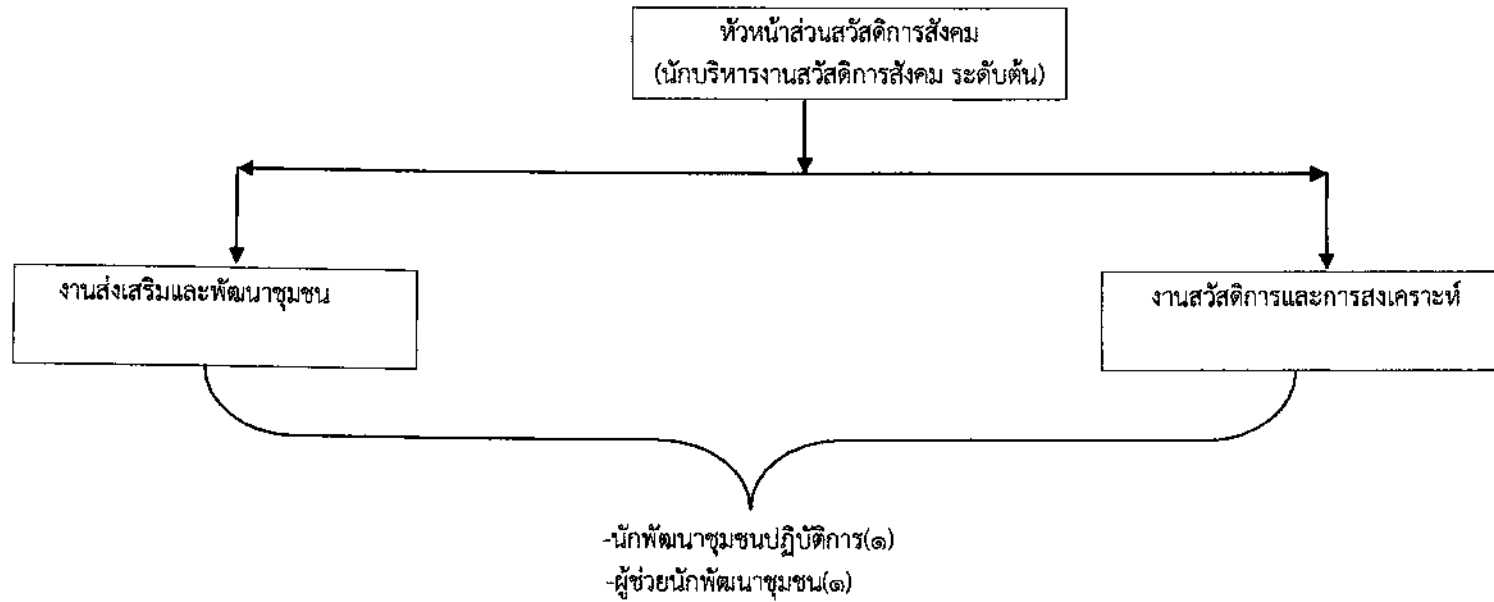 หัวหน้าส่วนสวัสดิการสังคม
(นักบริหารงานสวัสดิการสังคม ระดับต้น)
งานส่งเสริมและพัฒนาชุมชน
งานสวัสดิการและการสงเคราะห์
-นักพัฒนาชุมชนปฏิบัติการ(๑)
-ผู้ช่วยนักพัฒนาชุมชน(๑)